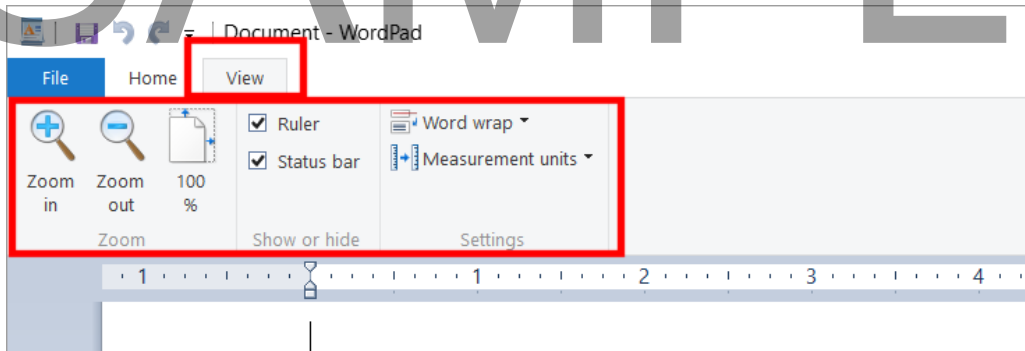 SAMPLE
Document - WordPad
File Home View
Zoom in
Zoom out
100 %
Ruler
Status bar
Word wrap
Measurement units
Zoom Show or hide Settings
1 1 2 3 4